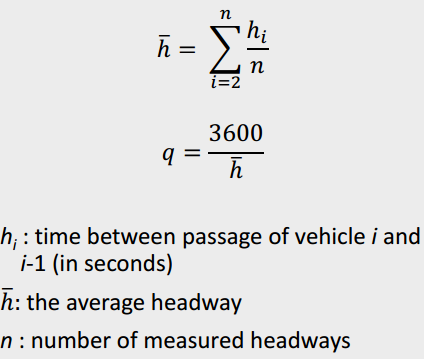 h̄ = ∑_{i=2}^{n} h_i/n
q = 3600/h̄
h_i : time between passage of vehicle i and
i-1 (in seconds)
h̄: the average headway
n : number of measured headways